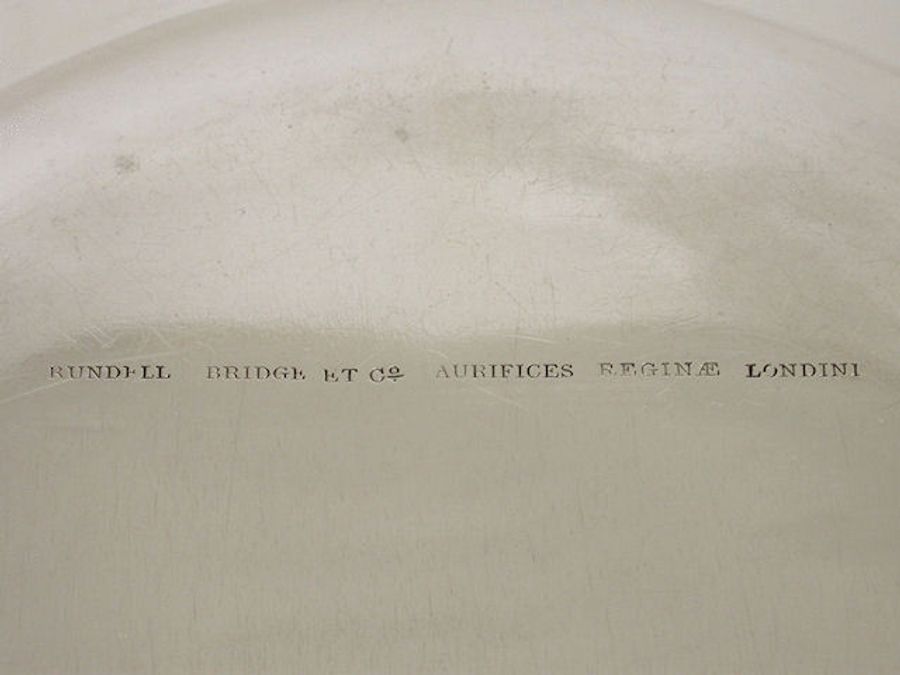 RUNDELL BRIDGE ET Cº AURIFICES REGINÆ LONDINI